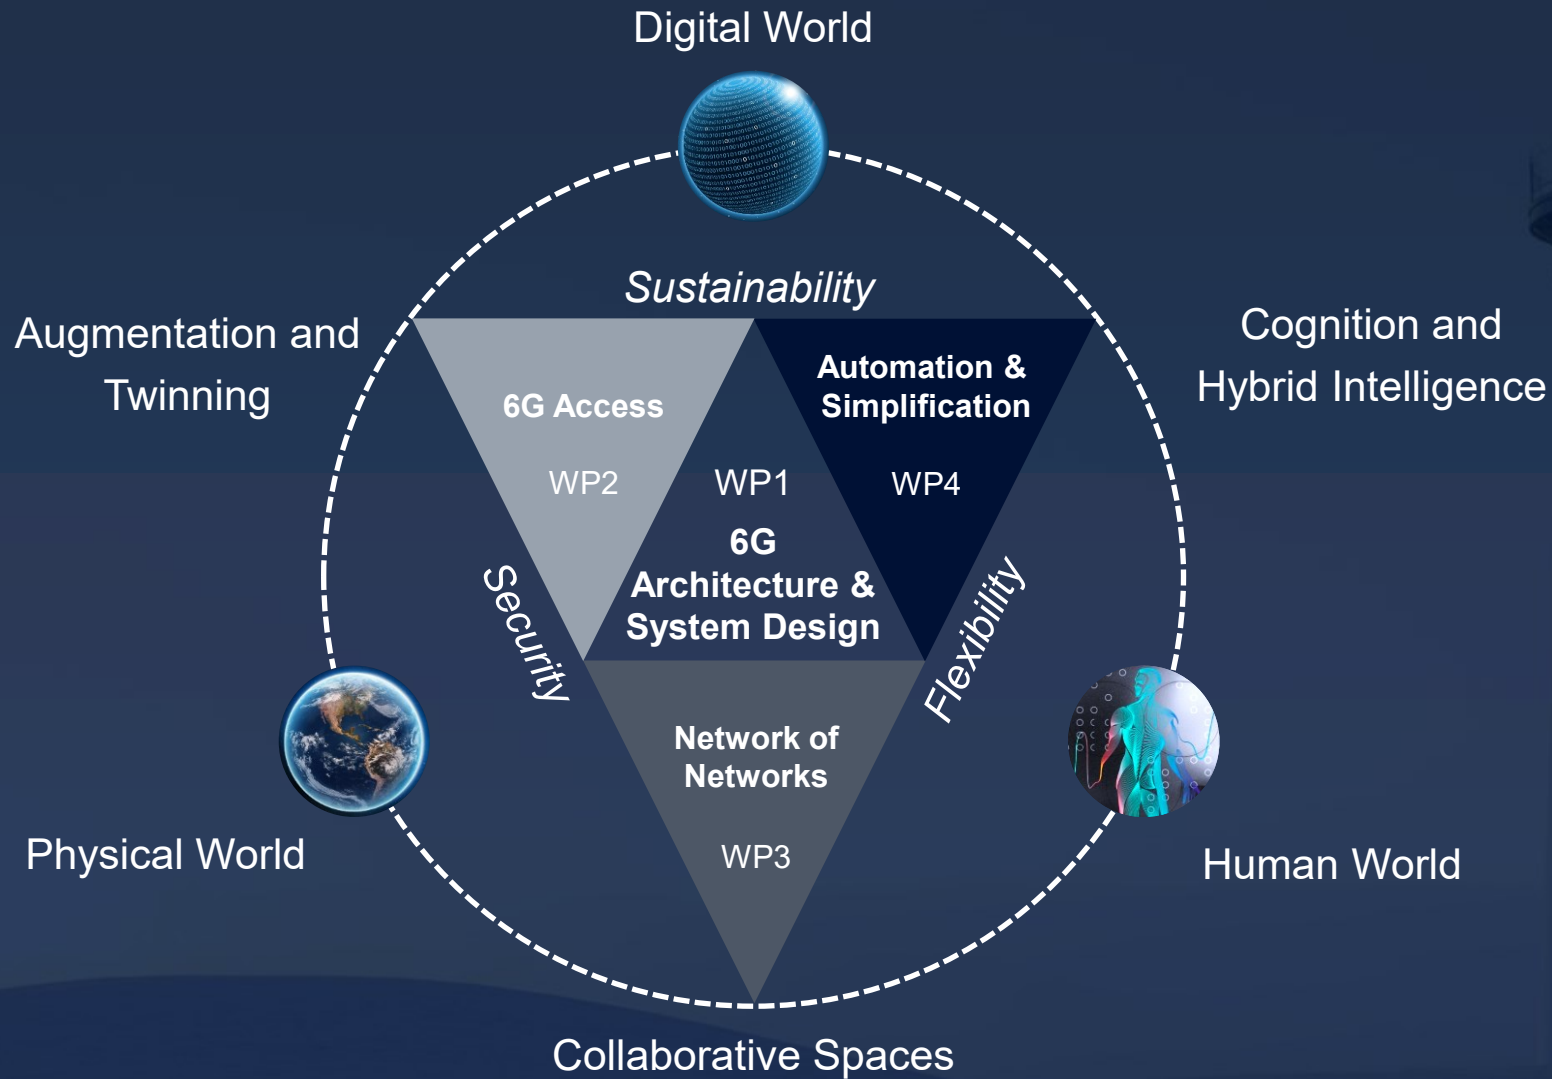 Digital World
Sustainability
Augmentation and
Twinning
Cognition and
Hybrid Intelligence
6G Access
WP2
Automation &
Simplification
WP4
WP1
6G
Architecture &
System Design
Security
Flexibility
Network of
Networks
WP3
Physical World
Human World
Collaborative Spaces